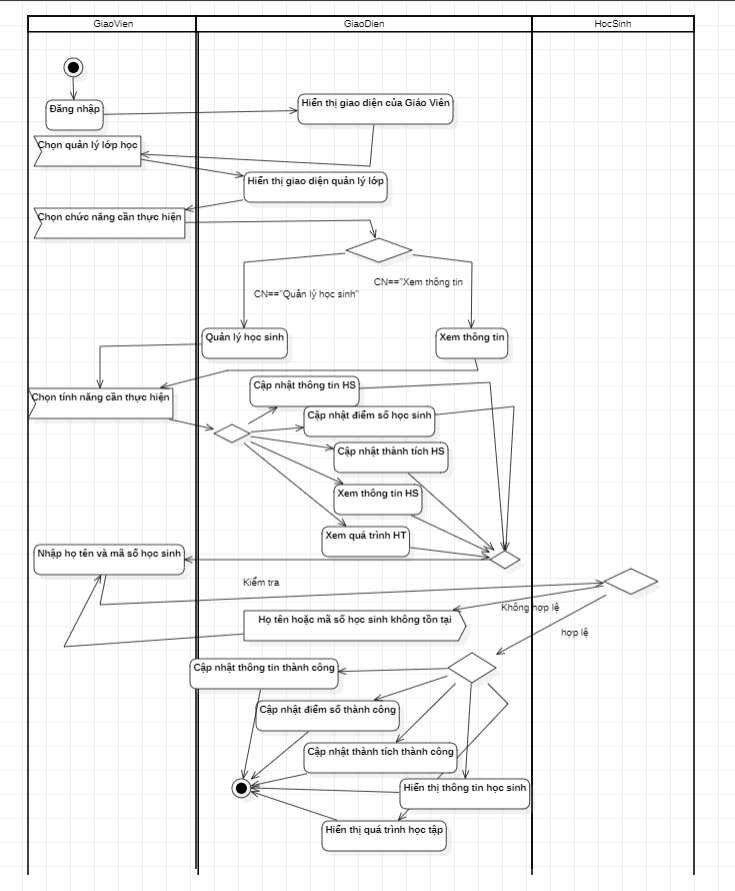 GiaoVien
GiaoDien
HocSinh
Đăng nhập
Hiển thị giao diện của Giáo Viên
Chọn quản lý lớp học
Hiển thị giao diện quản lý lớp
Chọn chức năng cần thực hiện
CN=="Quản lý học sinh"
CN=="Xem thông tin
Quản lý học sinh
Xem thông tin
Chọn tính năng cần thực hiện
Cập nhật thông tin HS
Cập nhật điểm số học sinh
Cập nhật thành tích HS
Xem thông tin HS
Xem quá trình HT
Nhập họ tên và mã số học sinh
Kiểm tra
Không hợp lệ
Họ tên hoặc mã số học sinh không tồn tại
hợp lệ
Cập nhật thông tin thành công
Cập nhật điểm số thành công
Cập nhật thành tích thành công
Hiển thị thông tin học sinh
Hiển thị quá trình học tập